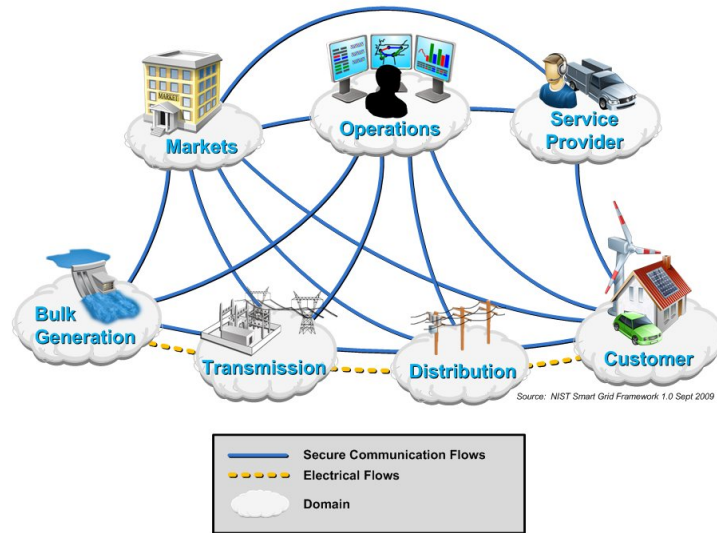 MARKET
Markets
Operations
Service
Provider
Bulk
Generation
Transmission
Distribution
Customer
Source: NIST Smart Grid Framework 1.0 Sept 2009
Secure Communication Flows
Electrical Flows
Domain